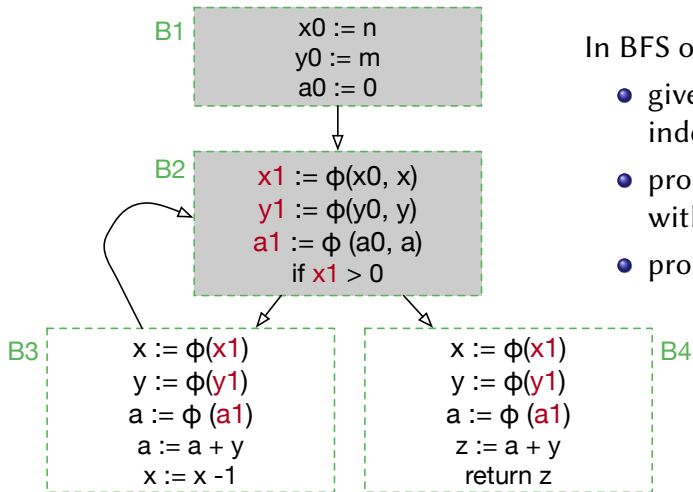 B1
x0 := n
y0 := m
a0 := 0
In BFS o
give
inde
pro
with
pro
B2
x1 := ϕ(x0, x)
y1 := ϕ(y0, y)
a1 := ϕ (a0, a)
if x1 > 0
B3
x := ϕ(x1)
y := ϕ(y1)
a := ϕ (a1)
a := a + y
x := x -1
B4
x := ϕ(x1)
y := ϕ(y1)
a := ϕ (a1)
z := a + y
return z